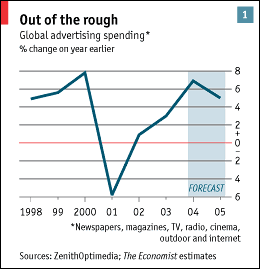 1
Out of the rough
Global advertising spending*
% change on year earlier
8
6
4
2
+
0
–
2
4
6
FORECAST
1998 99 2000 01 02 03 04 05
*Newspapers, magazines, TV, radio, cinema,
outdoor and internet
Sources: ZenithOptimedia; The Economist estimates